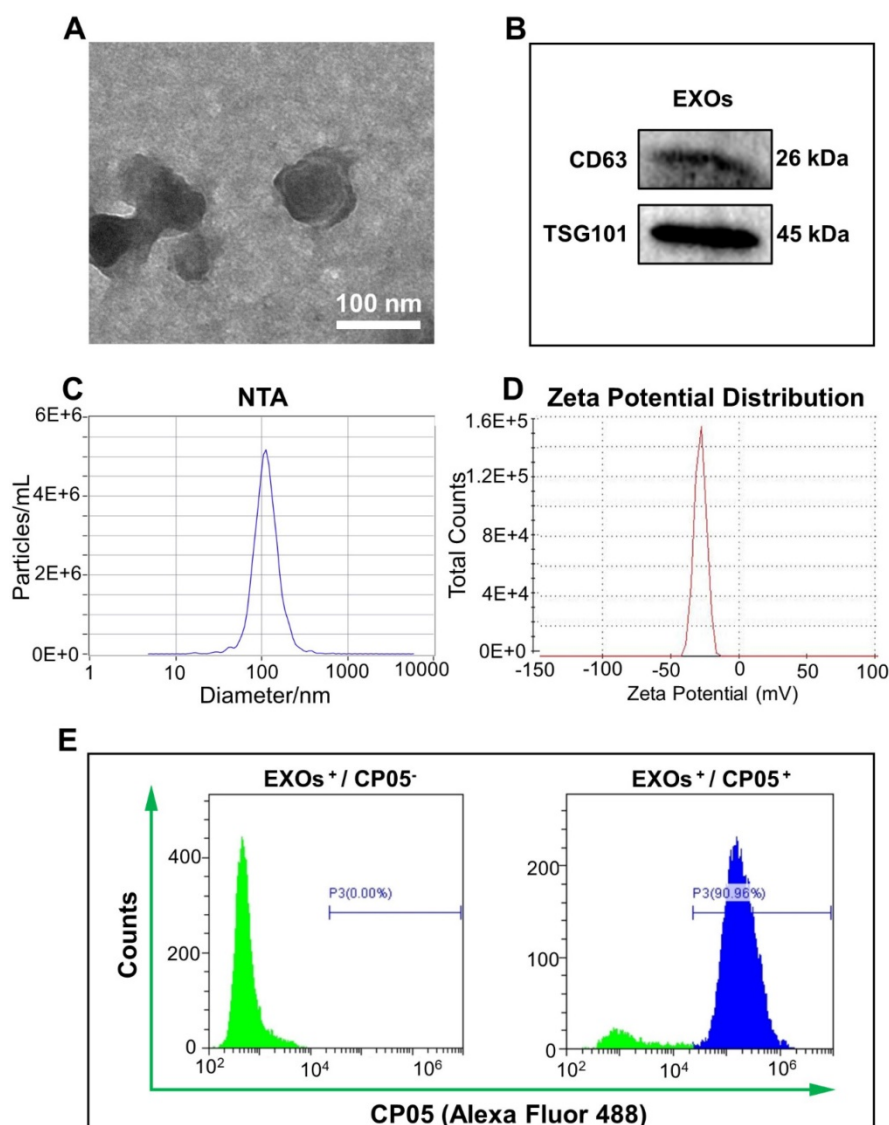 A
100 nm
B
EXOs
CD63
26 kDa
TSG101
45 kDa
C
NTA
6E+6
4E+6
2E+6
0E+0
Particles/mL
1
10
100
1000
10000
Diameter/nm
D
Zeta Potential Distribution
1.6E+5
1.2E+5
8E+4
4E+4
0E+0
Total Counts
-150
-100
-50
0
50
100
Zeta Potential (mV)
E
EXOs⁺ / CP05⁻
P3(0.00%)
400
200
0
10²
10⁴
10⁶
EXOs⁺ / CP05⁺
P3(90.96%)
200
100
0
10²
10⁴
10⁶
Counts
CP05 (Alexa Fluor 488)